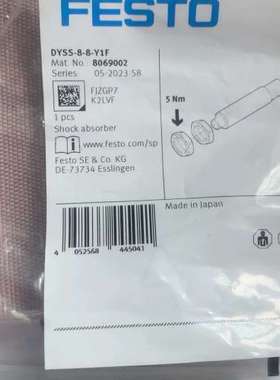 FESTO
DYSS-8-8-Y1F
Mat. No. 8069002
Series 05-2023 S8
FJZGP7
K2LVF
1 pcs
Shock absorber
www.festo.com/sp
Festo SE & Co. KG
DE-73734 Esslingen
5 Nm
Made in Japan
4 052568 445041